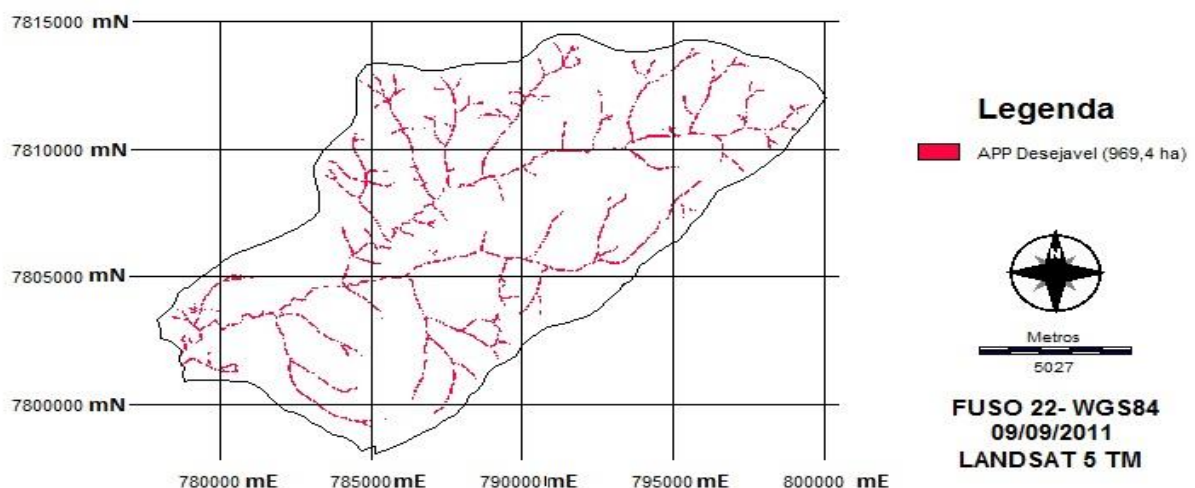 7815000 mN
7810000 mN
7805000 mN
7800000 mN
780000 mE 785000 mE 790000 mE 795000 mE 800000 mE
Legenda
APP Desejavel (969,4 ha)
Metros
5027
FUSO 22- WGS84
09/09/2011
LANDSAT 5 TM